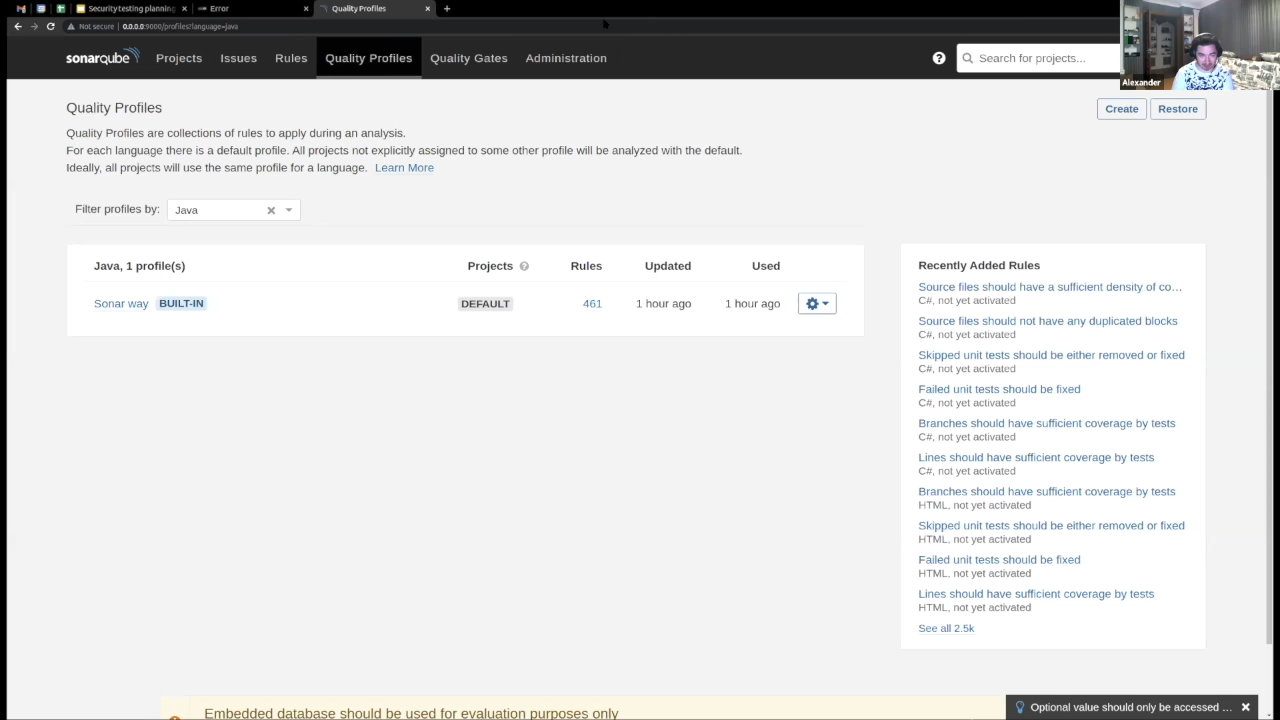 Security testing planning
Error
Quality Profiles
Not secure
0.0.0.0:9000/profiles?language=java
sonarqube
Projects
Issues
Rules
Quality Profiles
Quality Gates
Administration
?
Search for projects...
Alexander
Quality Profiles
Create
Restore
Quality Profiles are collections of rules to apply during an analysis.
For each language there is a default profile. All projects not explicitly assigned to some other profile will be analyzed with the default.
Ideally, all projects will use the same profile for a language. Learn More
Filter profiles by:
Java
Java, 1 profile(s)
Projects ?
Rules
Updated
Used
Sonar way
BUILT-IN
DEFAULT
461
1 hour ago
1 hour ago
Recently Added Rules
Source files should have a sufficient density of co…
C#, not yet activated
Source files should not have any duplicated blocks
C#, not yet activated
Skipped unit tests should be either removed or fixed
C#, not yet activated
Failed unit tests should be fixed
C#, not yet activated
Branches should have sufficient coverage by tests
C#, not yet activated
Lines should have sufficient coverage by tests
C#, not yet activated
Branches should have sufficient coverage by tests
HTML, not yet activated
Skipped unit tests should be either removed or fixed
HTML, not yet activated
Failed unit tests should be fixed
HTML, not yet activated
Lines should have sufficient coverage by tests
HTML, not yet activated
See all 2.5k
Embedded database should be used for evaluation purposes only
Optional value should only be accessed ...